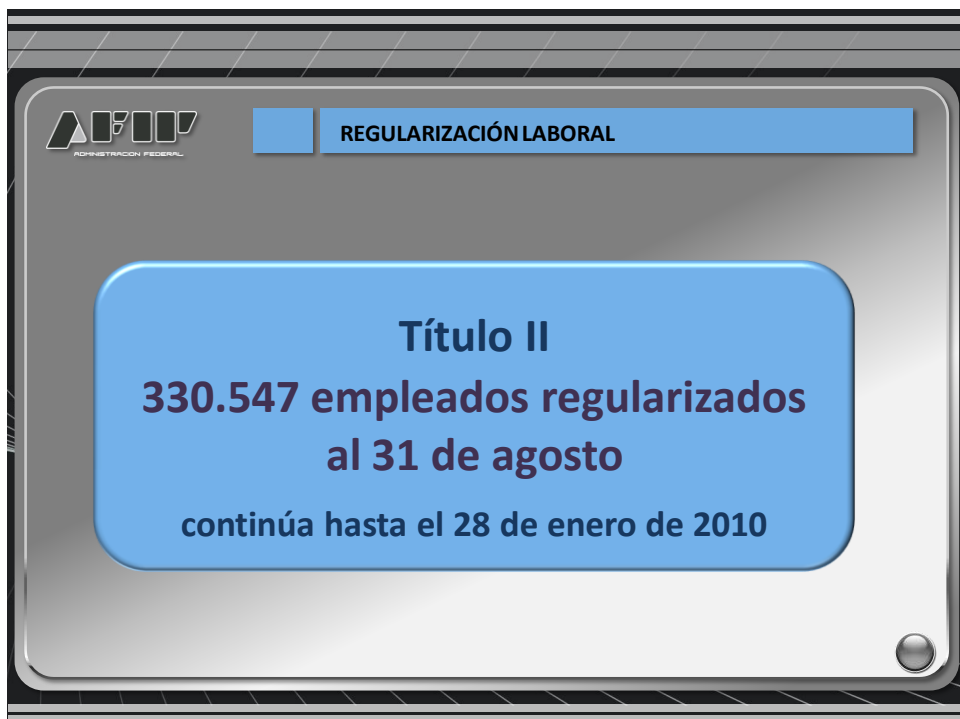 AFIP
ADMINISTRACION FEDERAL
REGULARIZACIÓN LABORAL
Título II
330.547 empleados regularizados
al 31 de agosto
continúa hasta el 28 de enero de 2010